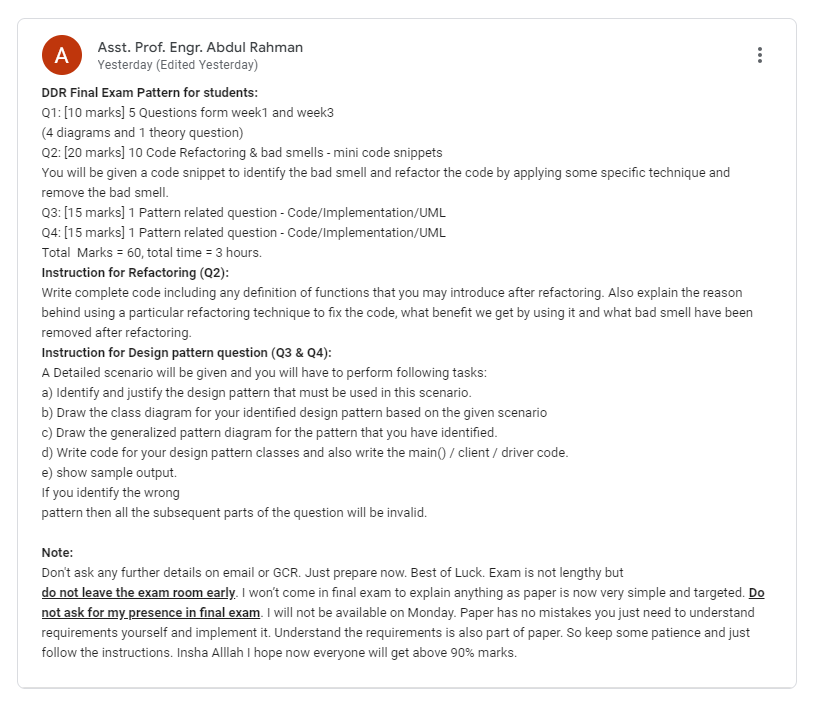 A
Asst. Prof. Engr. Abdul Rahman
Yesterday (Edited Yesterday)
DDR Final Exam Pattern for students:
Q1: [10 marks] 5 Questions form week1 and week3
(4 diagrams and 1 theory question)
Q2: [20 marks] 10 Code Refactoring & bad smells - mini code snippets
You will be given a code snippet to identify the bad smell and refactor the code by applying some specific technique and
remove the bad smell.
Q3: [15 marks] 1 Pattern related question - Code/Implementation/UML
Q4: [15 marks] 1 Pattern related question - Code/Implementation/UML
Total Marks = 60, total time = 3 hours.
Instruction for Refactoring (Q2):
Write complete code including any definition of functions that you may introduce after refactoring. Also explain the reason
behind using a particular refactoring technique to fix the code, what benefit we get by using it and what bad smell have been
removed after refactoring.
Instruction for Design pattern question (Q3 & Q4):
A Detailed scenario will be given and you will have to perform following tasks:
a) Identify and justify the design pattern that must be used in this scenario.
b) Draw the class diagram for your identified design pattern based on the given scenario
c) Draw the generalized pattern diagram for the pattern that you have identified.
d) Write code for your design pattern classes and also write the main() / client / driver code.
e) show sample output.
If you identify the wrong
pattern then all the subsequent parts of the question will be invalid.
Note:
Don't ask any further details on email or GCR. Just prepare now. Best of Luck. Exam is not lengthy but
do not leave the exam room early. I won't come in final exam to explain anything as paper is now very simple and targeted. Do
not ask for my presence in final exam. I will not be available on Monday. Paper has no mistakes you just need to understand
requirements yourself and implement it. Understand the requirements is also part of paper. So keep some patience and just
follow the instructions. Insha Alllah I hope now everyone will get above 90% marks.